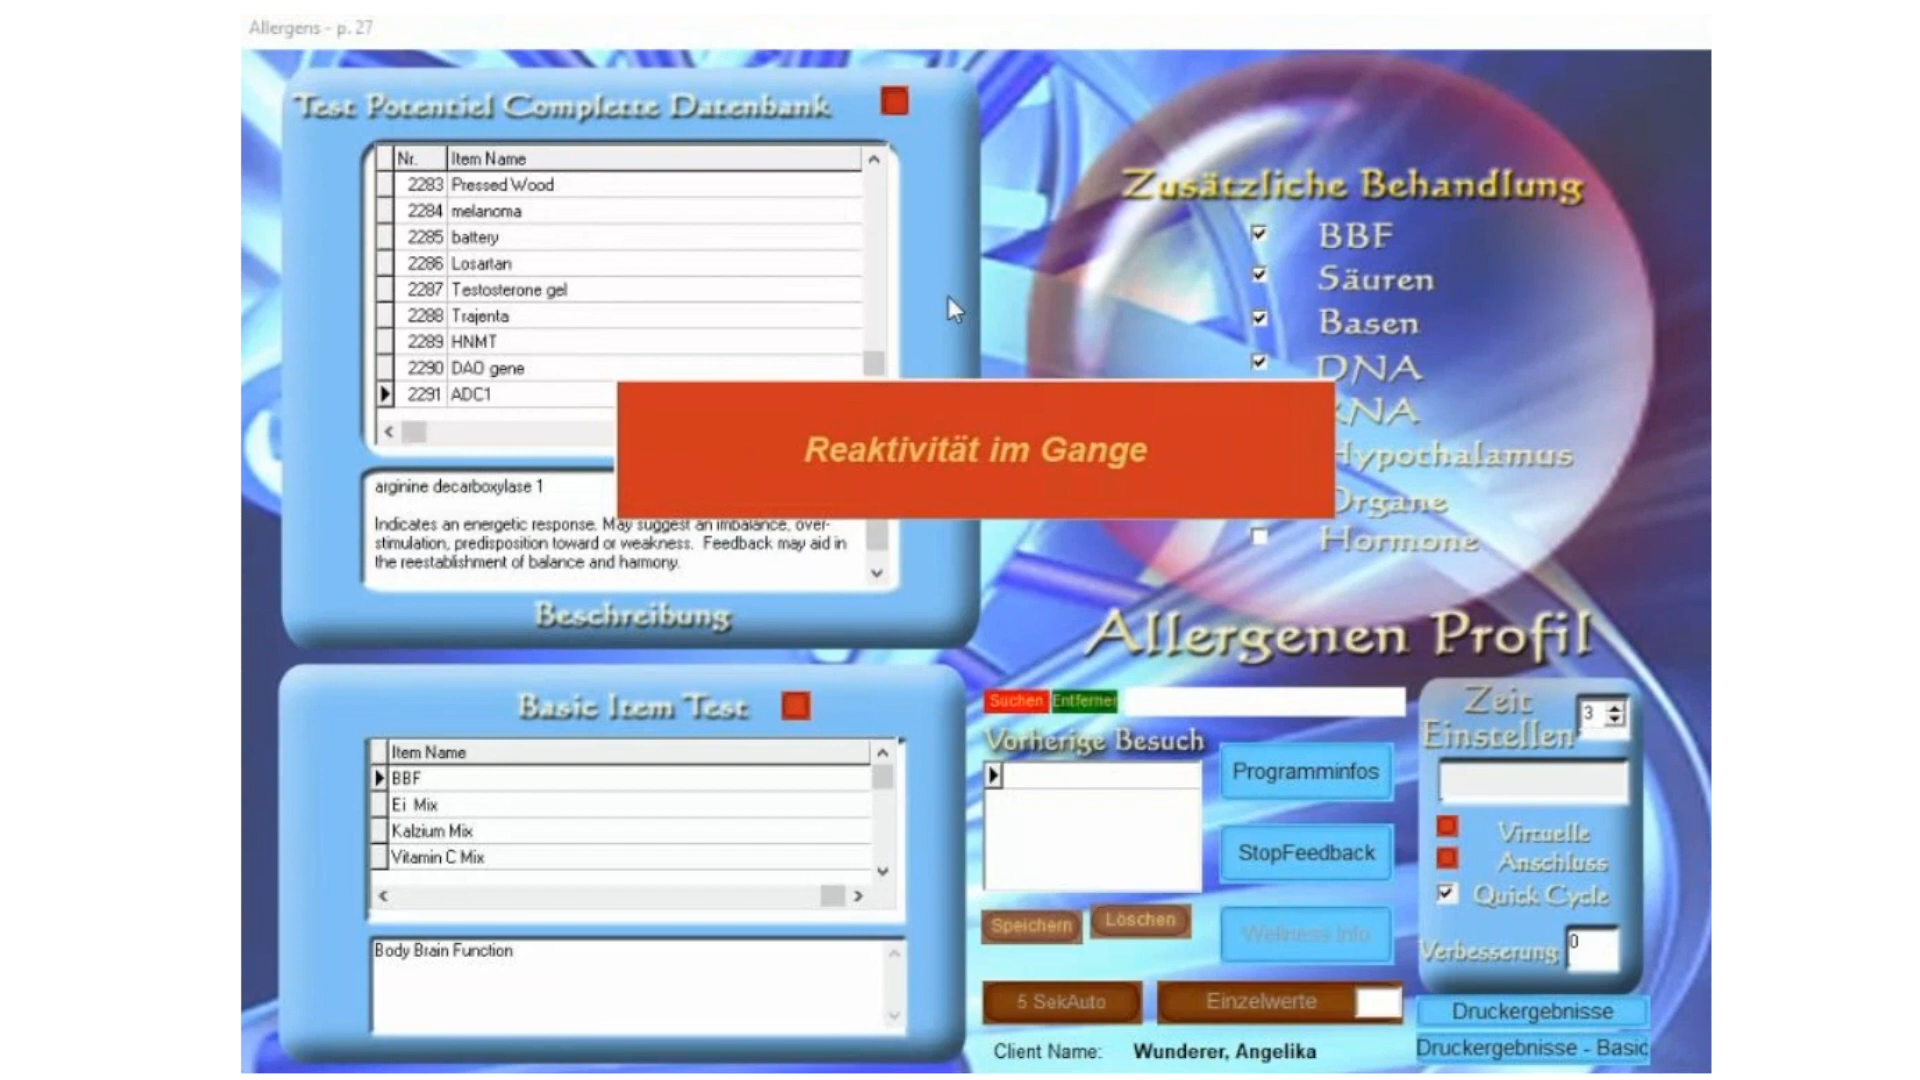 Allergens - p. 27
Test Potentiel Complette Datenbank
Nr. Item Name
2283 Pressed Wood
2284 melanoma
2285 battery
2286 Losartan
2287 Testosterone gel
2288 Trajenta
2289 HNMT
2290 DAO gene
2291 ADC1
arginine decarboxylase 1
Indicates an energetic response. May suggest an imbalance, over-
stimulation, predisposition toward or weakness. Feedback may aid in
the reestablishment of balance and harmony.
Beschreibung
Zusätzliche Behandlung
BBF
Säuren
Basen
DNA
Reaktivität im Gange
Hypothalamus
Organe
Hormone
Allergenen Profil
Basic Item Test
Item Name
BBF
Ei Mix
Kalzium Mix
Vitamin C Mix
Body Brain Function
Suchen Entferner
Vorherige Besuch
Programminfos
StopFeedback
Wellness Info
Speichern Löschen
5 SekAuto Einzelwerte
Client Name: Wunderer, Angelika
Zeit
Einstellen 3
Virtuelle
Anschluss
Quick Cycle
Verbesserung 0
Druckergebnisse
Druckergebnisse - Basic